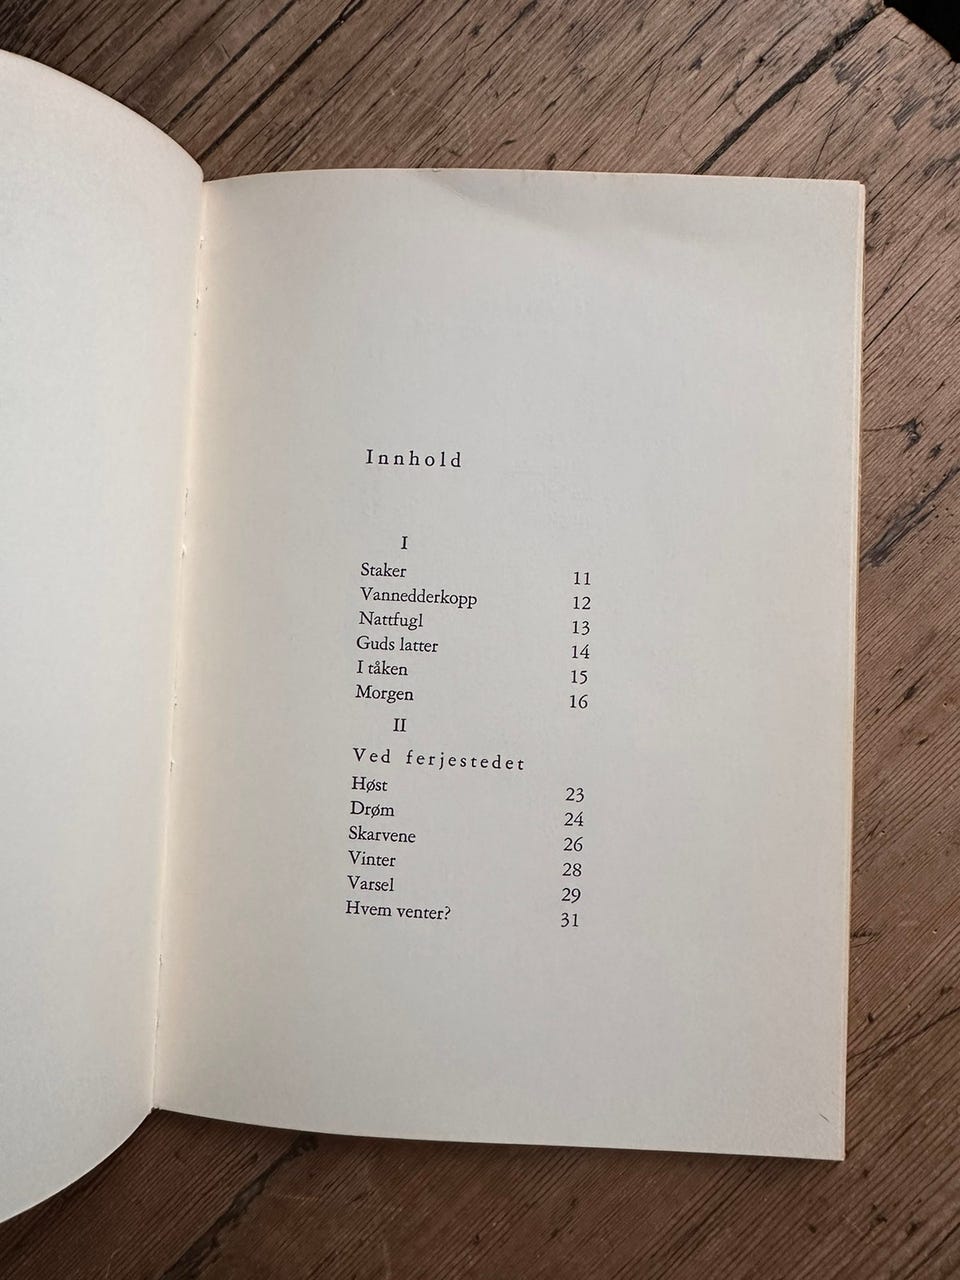 Innhold
I
Staker 11
Vannedderkopp 12
Nattfugl 13
Guds latter 14
I tåken 15
Morgen 16
II
Ved ferjestedet
Høst 23
Drøm 24
Skarvene 26
Vinter 28
Varsel 29
Hvem venter? 31